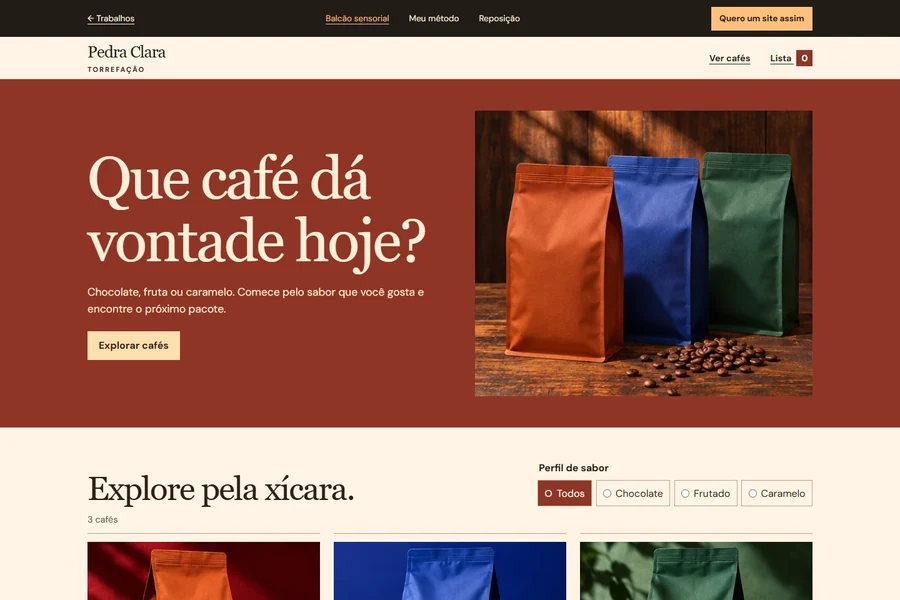 ← Trabalhos
Balcão sensorial
Meu método
Reposição
Quero um site assim
Pedra Clara
TORREFAÇÃO
Ver cafés
Lista 0
Que café dá
vontade hoje?
Chocolate, fruta ou caramelo. Comece pelo sabor que você gosta e
encontre o próximo pacote.
Explorar cafés
Explore pela xícara.
3 cafés
Perfil de sabor
Todos
Chocolate
Frutado
Caramelo